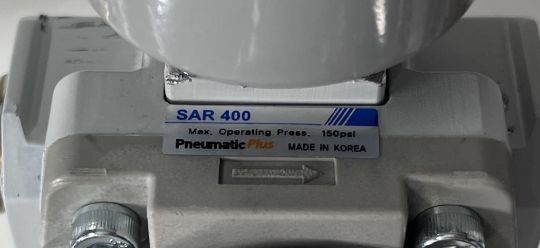 SAR 400
Max. Operating Press. 150psi
PneumaticPlus MADE IN KOREA